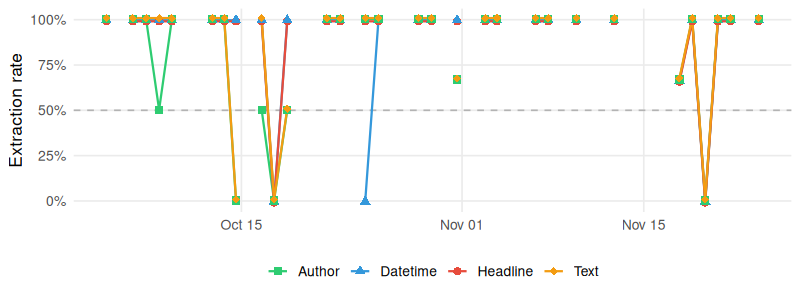 Extraction rate
100%
75%
50%
25%
0%
Oct 15 Nov 01 Nov 15
Author Datetime Headline Text